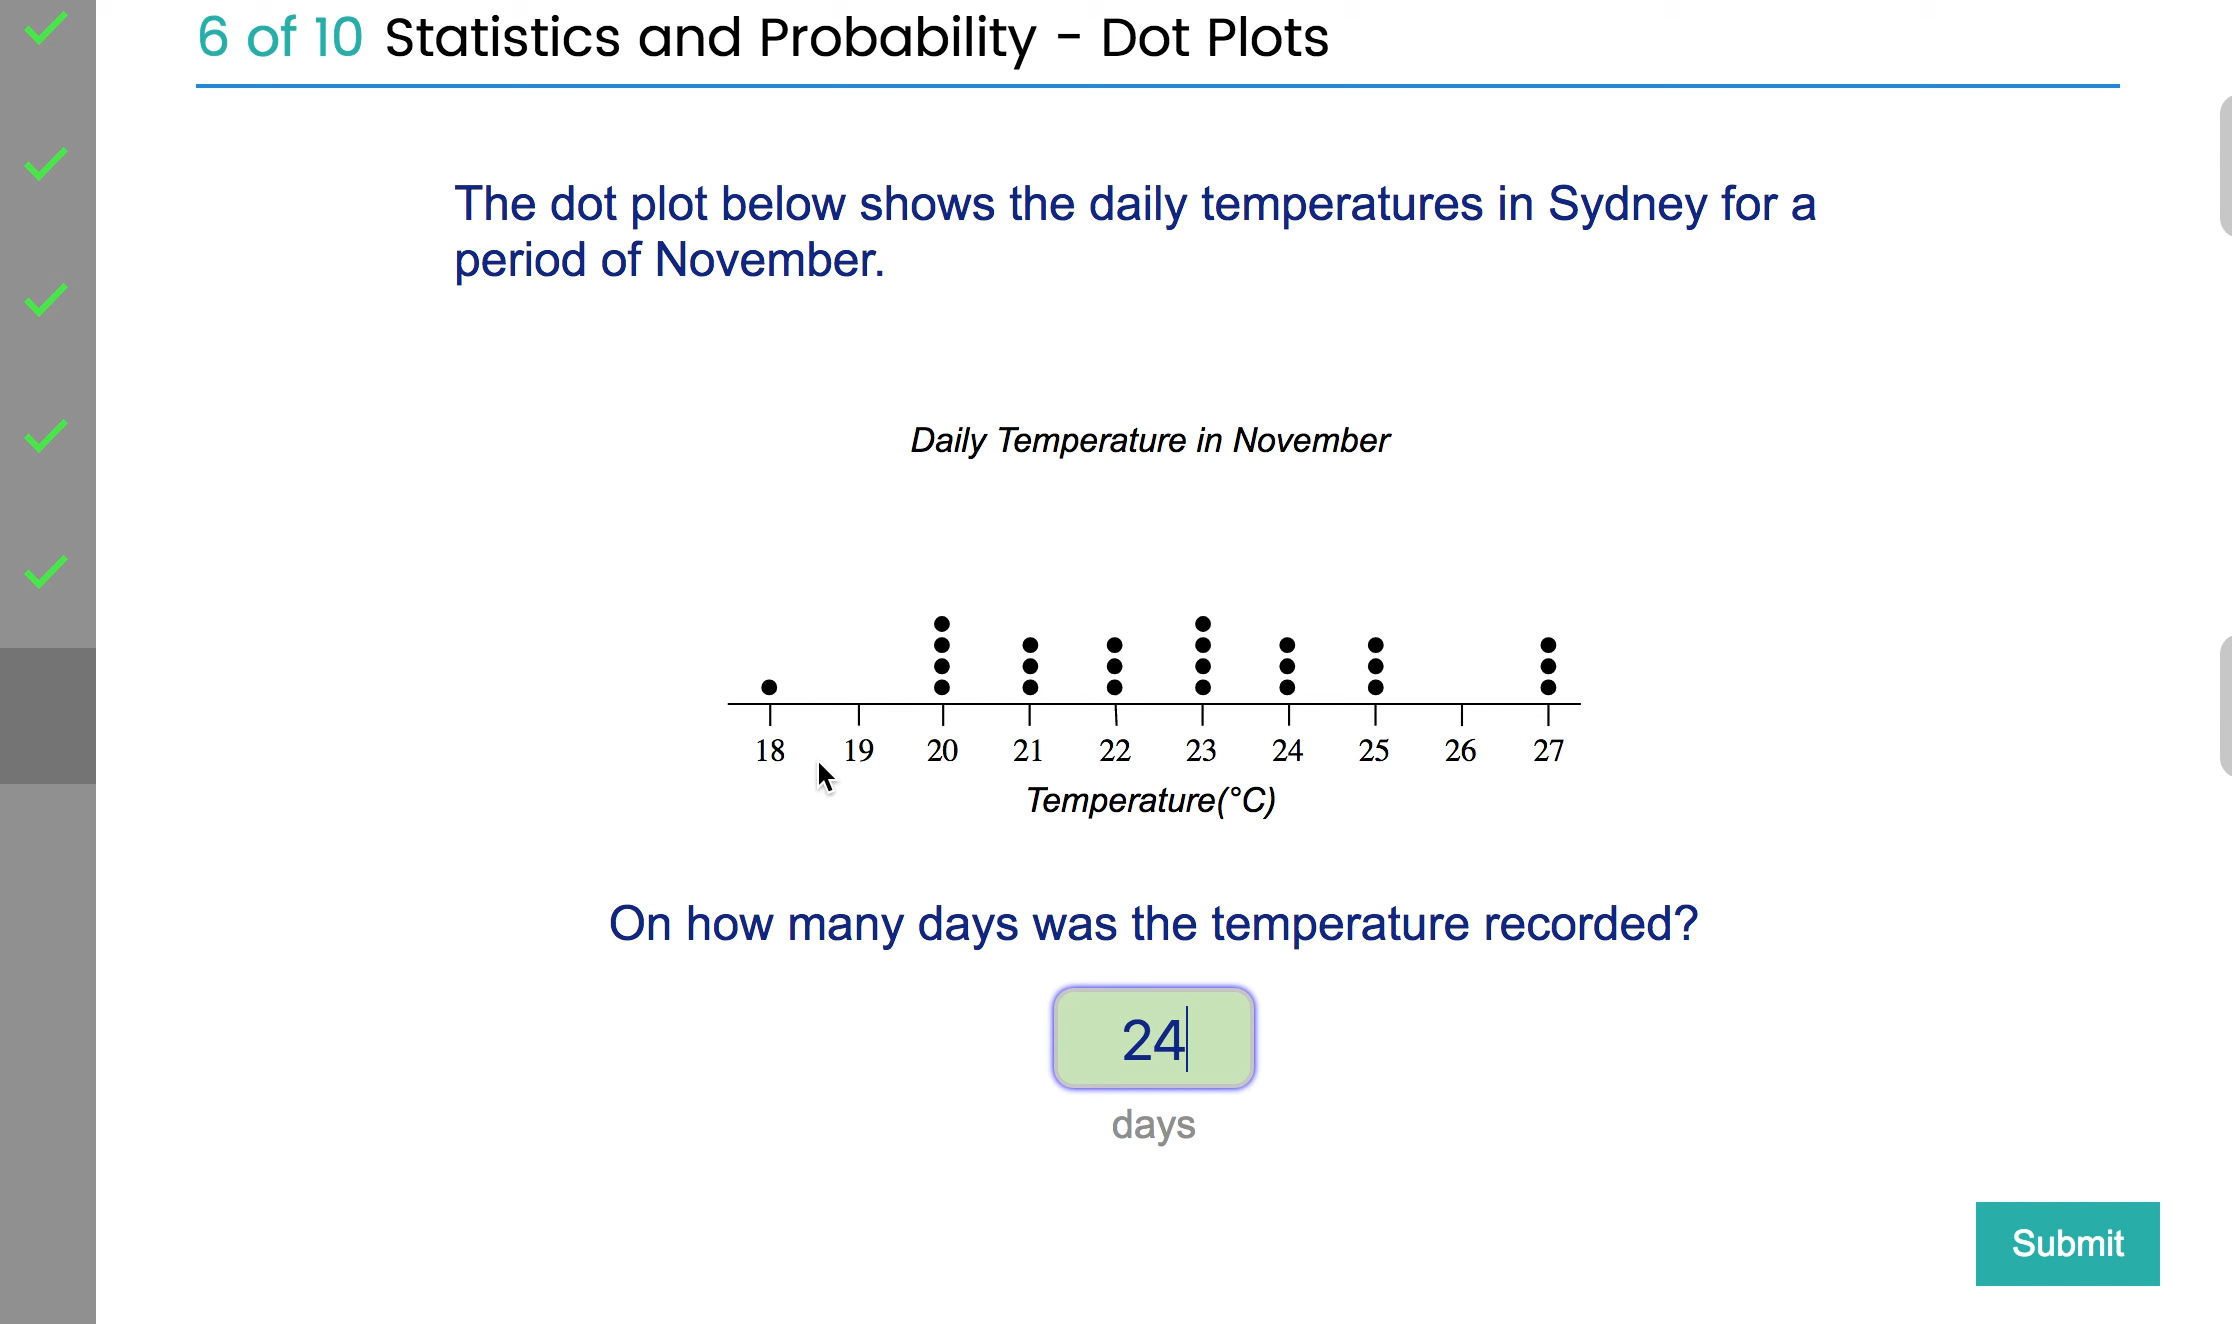 6 of 10 Statistics and Probability - Dot Plots
The dot plot below shows the daily temperatures in Sydney for a
period of November.
Daily Temperature in November
18 19 20 21 22 23 24 25 26 27
Temperature(°C)
On how many days was the temperature recorded?
24
days
Submit